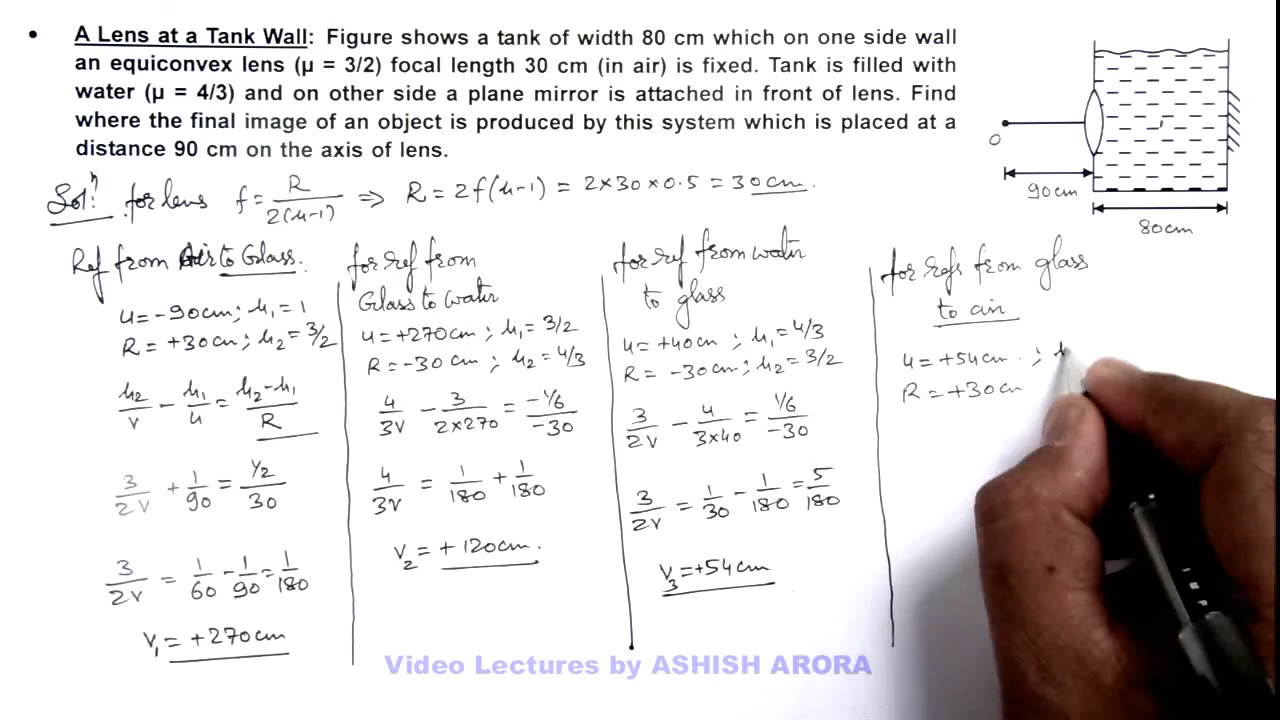 • A Lens at a Tank Wall: Figure shows a tank of width 80 cm which on one side wall
an equiconvex lens (μ = 3/2) focal length 30 cm (in air) is fixed. Tank is filled with
water (μ = 4/3) and on other side a plane mirror is attached in front of lens. Find
where the final image of an object is produced by this system which is placed at a
distance 90 cm on the axis of lens.
O
90cm
80cm
Solⁿ: for lens f = R/2(μ-1) ⇒ R = 2f(μ-1) = 2×30×0.5 = 30 cm.
Ref from Air to Glass.
u = -90cm; μ₁ = 1
R = +30cm; μ₂ = 3/2
μ₂/v - μ₁/u = (μ₂-μ₁)/R
3/2v + 1/90 = ½/30
3/2v = 1/60 - 1/90 = 1/180
v₁ = +270cm
for ref from
Glass to water
u = +270cm; μ₁ = 3/2
R = -30 cm; μ₂ = 4/3
4/3v - 3/2×270 = -1/6/-30
4/3v = 1/180 + 1/180
v₂ = +120cm.
for ref from water
to glass
u = +40cm; μ₁ = 4/3
R = -30cm; μ₂ = 3/2
3/2v - 4/3×40 = 1/6/-30
3/2v = 1/30 - 1/180 = 5/180
v₃ = +54cm
for refr from glass
to air
u = +54cm. ;
R = +30cm
Video Lectures by ASHISH ARORA